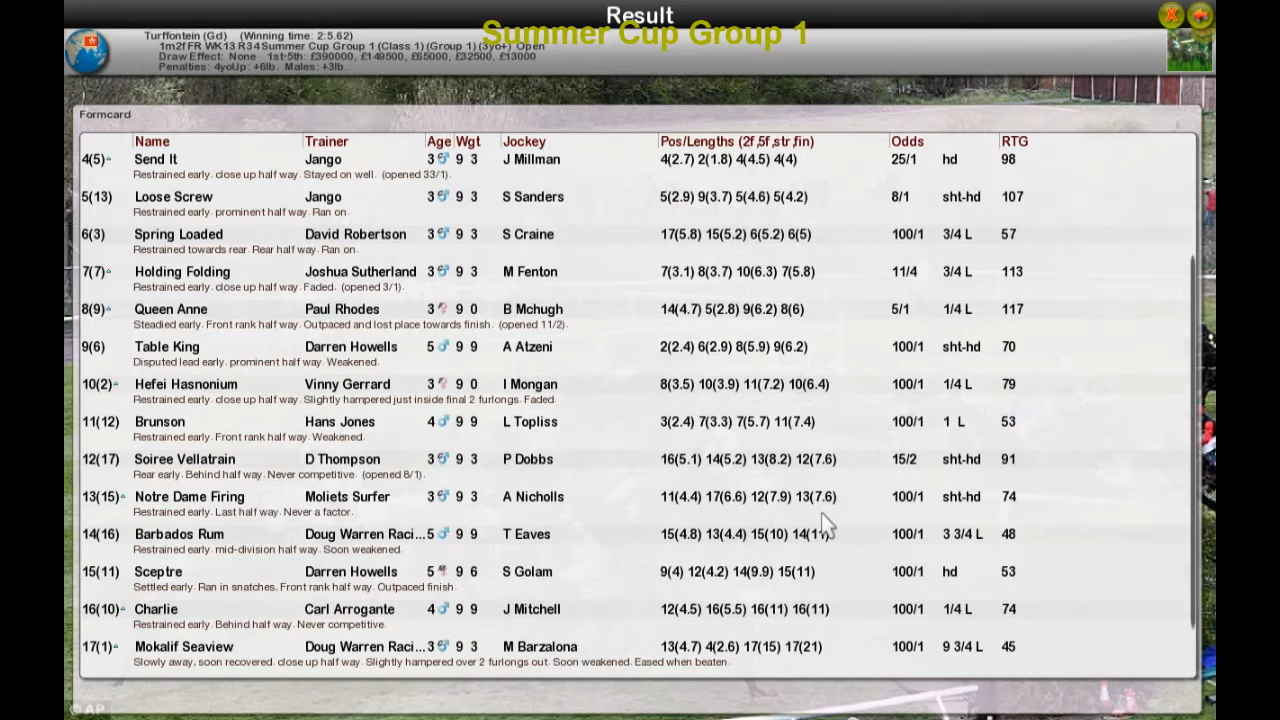 Result
Summer Cup Group 1
Turffontein (Gd) (Winning time: 2:5.62)
1m2f FR WK13 R34 Summer Cup Group 1 (Class 1) (Group 1) (3yo+) Open
Draw Effect: None 1st-5th: £390000, £149500, £65000, £32500, £13000
Penalties: 4yoUp: +6lb. Males: +3lb.
Formcard
Name Trainer Age Wgt Jockey Pos/Lengths (2f,5f,str,fin) Odds RTG
4(5) Send It Jango 3 9 3 J Millman 4(2.7) 2(1.8) 4(4.5) 4(4) 25/1 hd 98
Restrained early. close up half way. Stayed on well. (opened 33/1).
5(13) Loose Screw Jango 3 9 3 S Sanders 5(2.9) 9(3.7) 5(4.6) 5(4.2) 8/1 sht-hd 107
Restrained early. prominent half way. Ran on.
6(3) Spring Loaded David Robertson 3 9 3 S Craine 17(5.8) 15(5.2) 6(5.2) 6(5) 100/1 3/4 L 57
Restrained towards rear. Rear half way. Ran on.
7(7) Holding Folding Joshua Sutherland 3 9 3 M Fenton 7(3.1) 8(3.7) 10(6.3) 7(5.8) 11/4 3/4 L 113
Restrained early. close up half way. Faded. (opened 3/1).
8(9) Queen Anne Paul Rhodes 3 9 0 B Mchugh 14(4.7) 5(2.8) 9(6.2) 8(6) 5/1 1/4 L 117
Steadied early. Front rank half way. Outpaced and lost place towards finish. (opened 11/2).
9(6) Table King Darren Howells 5 9 9 A Atzeni 2(2.4) 6(2.9) 8(5.9) 9(6.2) 100/1 sht-hd 70
Disputed lead early. prominent half way. Weakened.
10(2) Hefei Hasnonium Vinny Gerrard 3 9 0 I Mongan 8(3.5) 10(3.9) 11(7.2) 10(6.4) 100/1 1/4 L 79
Restrained early. close up half way. Slightly hampered just inside final 2 furlongs. Faded.
11(12) Brunson Hans Jones 4 9 9 L Topliss 3(2.4) 7(3.3) 7(5.7) 11(7.4) 100/1 1 L 53
Restrained early. Front rank half way. Weakened.
12(17) Soiree Vellatrain D Thompson 3 9 3 P Dobbs 16(5.1) 14(5.2) 13(8.2) 12(7.6) 15/2 sht-hd 91
Rear early. Behind half way. Never competitive. (opened 8/1).
13(15) Notre Dame Firing Moliets Surfer 3 9 3 A Nicholls 11(4.4) 17(6.6) 12(7.9) 13(7.6) 100/1 sht-hd 74
Restrained early. Last half way. Never a factor.
14(16) Barbados Rum Doug Warren Raci... 5 9 9 T Eaves 15(4.8) 13(4.4) 15(10) 14(11) 100/1 3 3/4 L 48
Restrained early. mid-division half way. Soon weakened.
15(11) Sceptre Darren Howells 5 9 6 S Golam 9(4) 12(4.2) 14(9.9) 15(11) 100/1 hd 53
Settled early. Ran in snatches, Front rank half way. Outpaced finish.
16(10) Charlie Carl Arrogante 4 9 9 J Mitchell 12(4.5) 16(5.5) 16(11) 16(11) 100/1 1/4 L 74
Restrained early. Behind half way. Never competitive.
17(1) Mokalif Seaview Doug Warren Raci... 3 9 3 M Barzalona 13(4.7) 4(2.6) 17(15) 17(21) 100/1 9 3/4 L 45
Slowly away, soon recovered. close up half way. Slightly hampered over 2 furlongs out. Soon weakened. Eased when beaten.
© AP